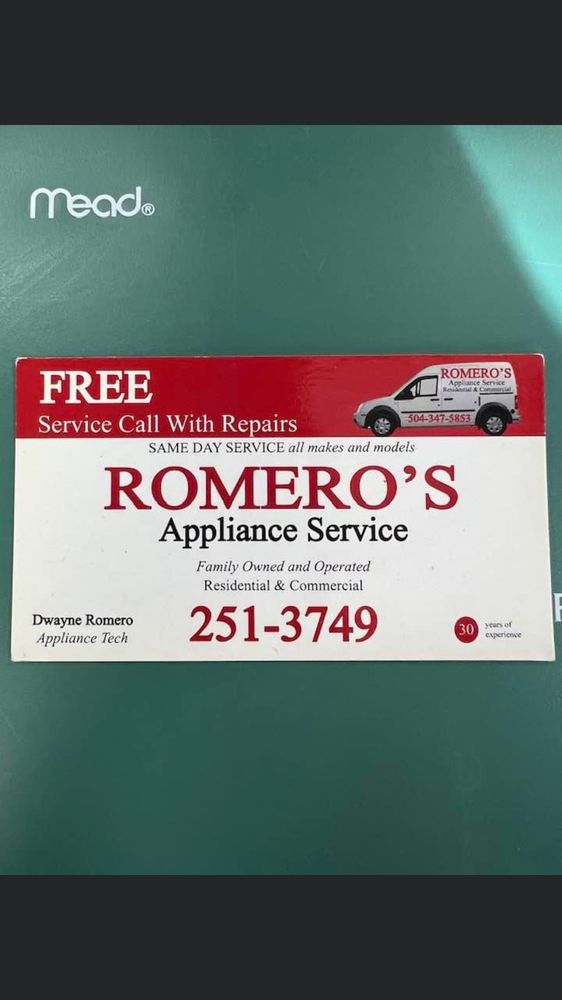 Mead®
FREE
Service Call With Repairs
ROMERO'S
Appliance Service
Residential & Commercial
504-347-5853
SAME DAY SERVICE all makes and models
ROMERO'S
Appliance Service
Family Owned and Operated
Residential & Commercial
Dwayne Romero
Appliance Tech
251-3749
30 years of
experience